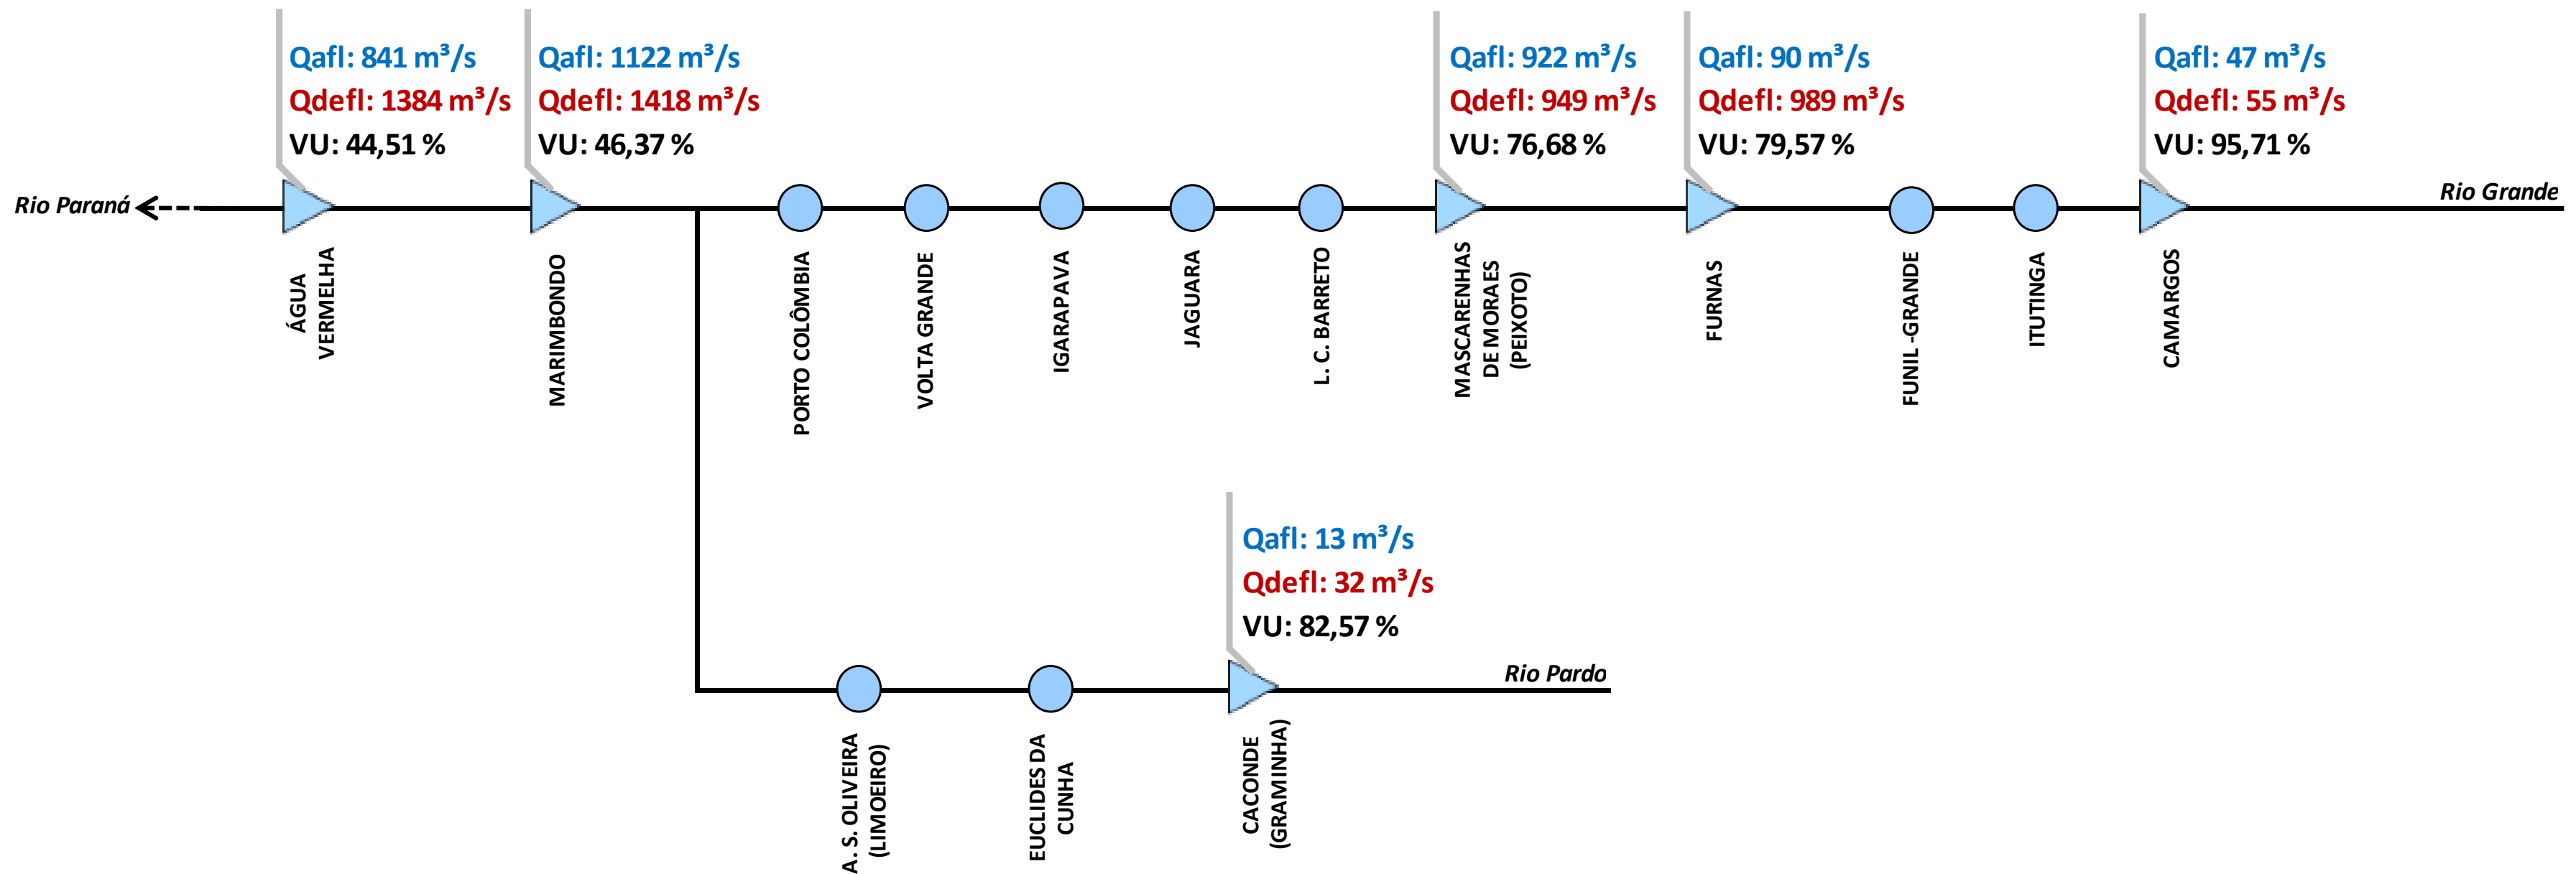 Qafl: 841 m³/s
Qdefl: 1384 m³/s
VU: 44,51 %
Qafl: 1122 m³/s
Qdefl: 1418 m³/s
VU: 46,37 %
Qafl: 922 m³/s
Qdefl: 949 m³/s
VU: 76,68 %
Qafl: 90 m³/s
Qdefl: 989 m³/s
VU: 79,57 %
Qafl: 47 m³/s
Qdefl: 55 m³/s
VU: 95,71 %
Rio Paraná
Rio Grande
ÁGUA
VERMELHA
MARIMBONDO
PORTO COLÔMBIA
VOLTA GRANDE
IGARAPAVA
JAGUARA
L. C. BARRETO
MASCARENHAS
DE MORAES
(PEIXOTO)
FURNAS
FUNIL -GRANDE
ITUTINGA
CAMARGOS
Qafl: 13 m³/s
Qdefl: 32 m³/s
VU: 82,57 %
Rio Pardo
A. S. OLIVEIRA
(LIMOEIRO)
EUCLIDES DA
CUNHA
CACONDE
(GRAMINHA)